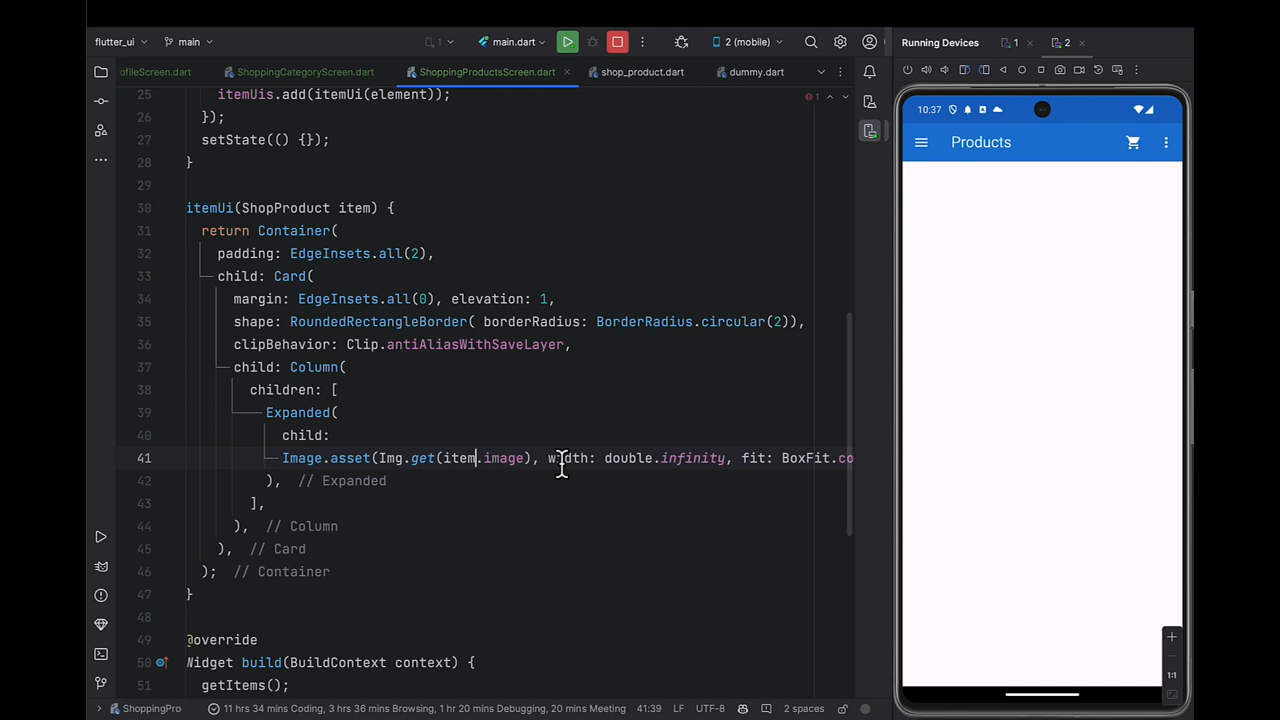 flutter_ui
main
1
main.dart
2 (mobile)
Running Devices
1
2
ofileScreen.dart
ShoppingCategoryScreen.dart
ShoppingProductsScreen.dart
shop_product.dart
dummy.dart
25 itemUis.add(itemUi(element));
1
26 });
27 setState(() {});
28 }
29
30 itemUi(ShopProduct item) {
31 return Container(
32 padding: EdgeInsets.all(2),
33 child: Card(
34 margin: EdgeInsets.all(0), elevation: 1,
35 shape: RoundedRectangleBorder( borderRadius: BorderRadius.circular(2)),
36 clipBehavior: Clip.antiAliasWithSaveLayer,
37 child: Column(
38 children: [
39 Expanded(
40 child:
41 Image.asset(Img.get(item.image), width: double.infinity, fit: BoxFit.co
42 ), // Expanded
43 ],
44 ), // Column
45 ), // Card
46 ); // Container
47 }
48
49 @override
50 Widget build(BuildContext context) {
51 getItems();
10:37
Products
1:1
ShoppingPro
11 hrs 34 mins Coding, 3 hrs 36 mins Browsing, 1 hr 20 mins Debugging, 20 mins Meeting
41:39
LF
UTF-8
2 spaces